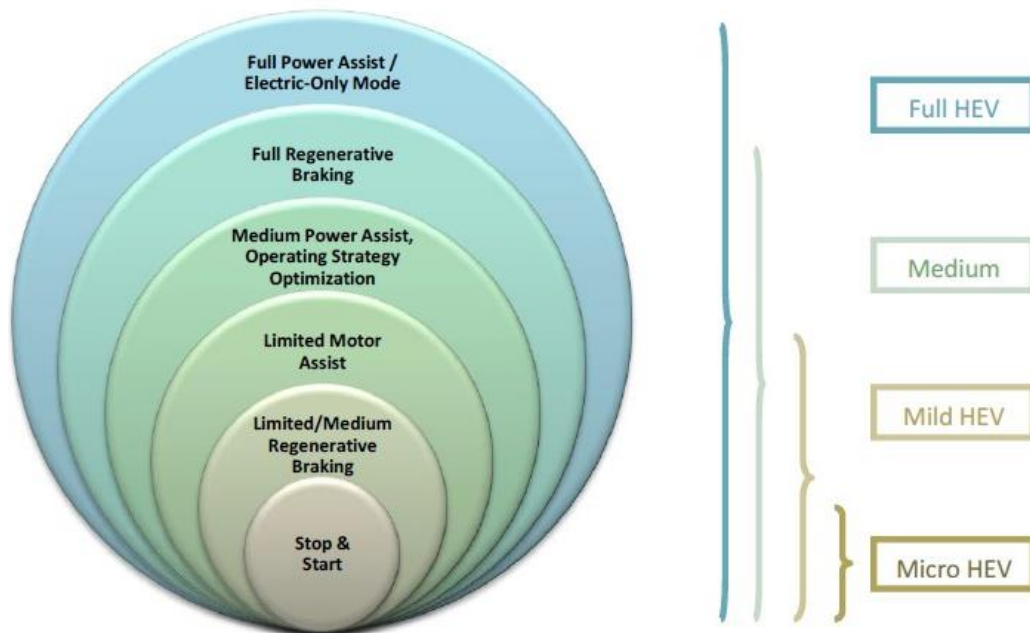 Full Power Assist /
Electric-Only Mode
Full Regenerative
Braking
Medium Power Assist,
Operating Strategy
Optimization
Limited Motor
Assist
Limited/Medium
Regenerative
Braking
Stop &
Start
Full HEV
Medium
Mild HEV
Micro HEV